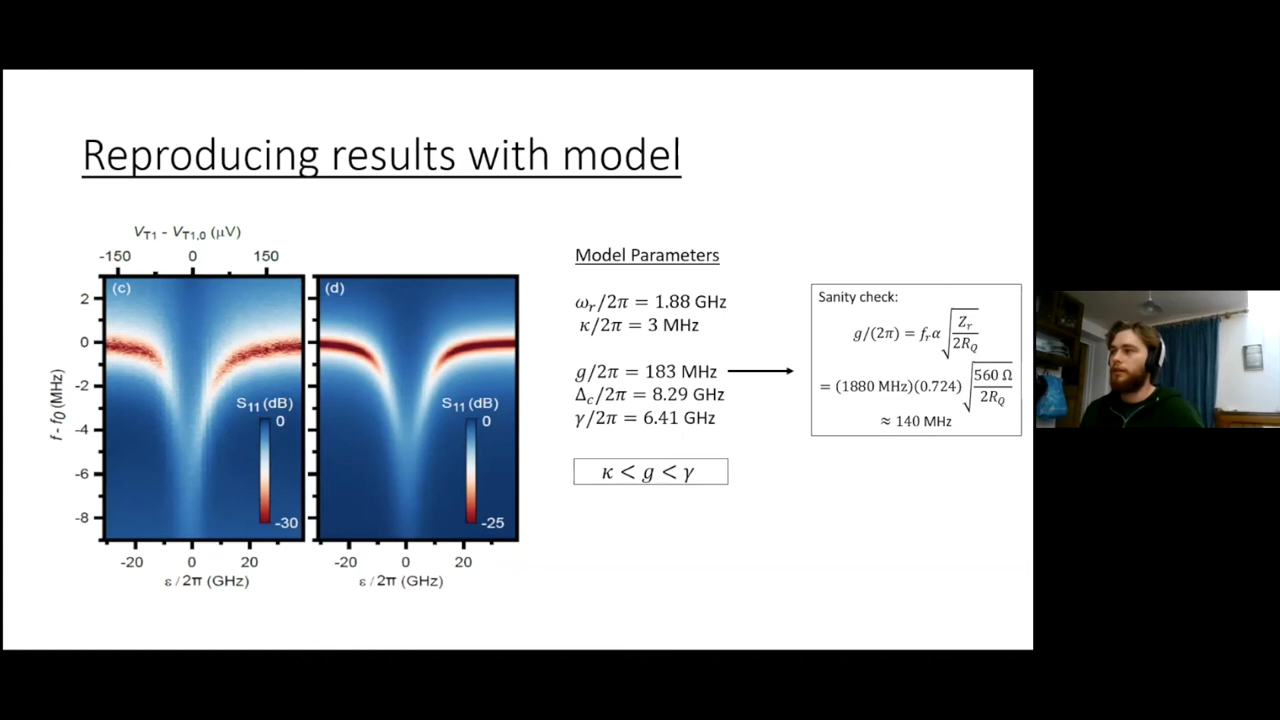 Reproducing results with model
V_T1 - V_T1,0 (μV)
-150 0 150
(c)
(d)
2
0
-2
-4
-6
-8
f - f₀ (MHz)
S₁₁ (dB)
0
-30
S₁₁ (dB)
0
-25
-20 0 20
ε / 2π (GHz)
-20 0 20
ε / 2π (GHz)
Model Parameters
ω_r/2π = 1.88 GHz
κ/2π = 3 MHz
g/2π = 183 MHz
Δ_c/2π = 8.29 GHz
γ/2π = 6.41 GHz
κ < g < γ
Sanity check:
g/(2π) = f_r α √(Z_r / 2R_Q)
= (1880 MHz)(0.724) √(560 Ω / 2R_Q)
≈ 140 MHz